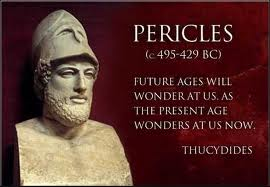 PERICLES
(c 495-429 BC)
FUTURE AGES WILL
WONDER AT US, AS
THE PRESENT AGE
WONDERS AT US NOW.
THUCYDIDES